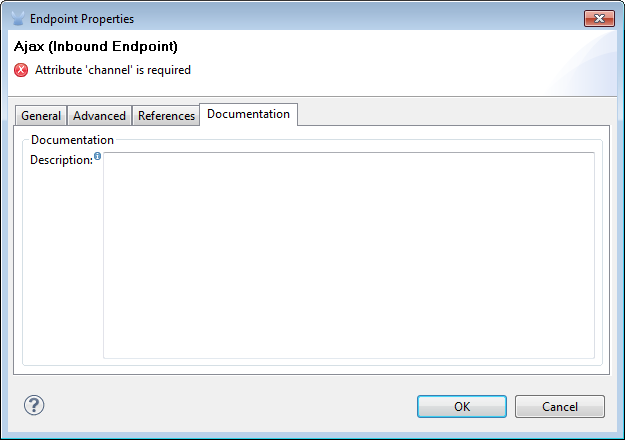 Endpoint Properties
Ajax (Inbound Endpoint)
Attribute 'channel' is required
General Advanced References Documentation
Documentation
Description:
OK Cancel